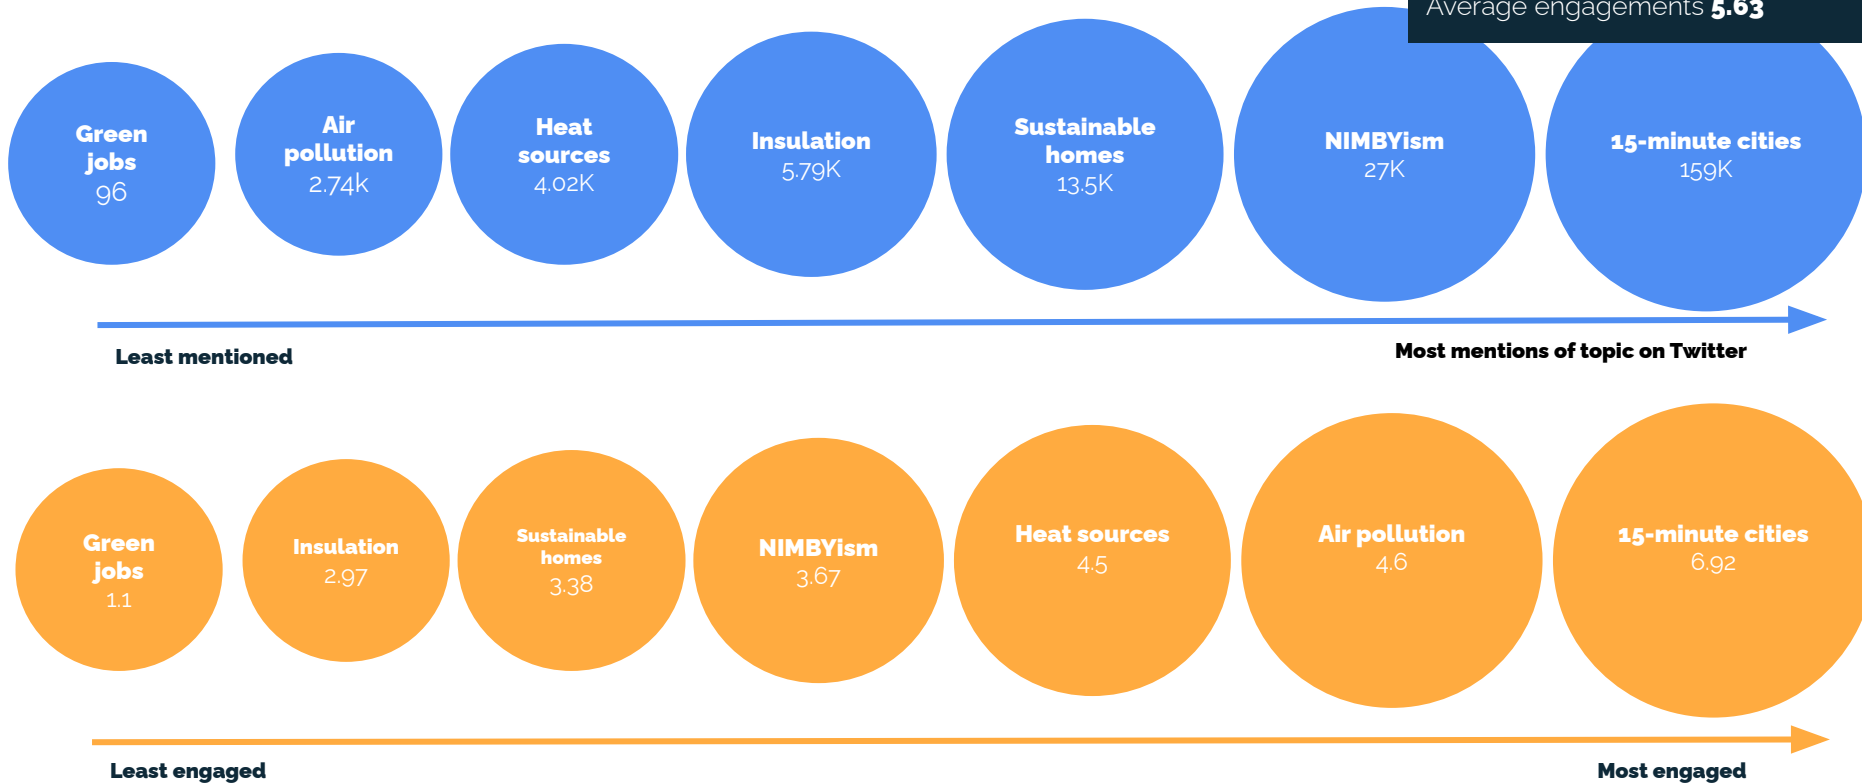 Average engagements 5.63
Green
jobs
96
Air
pollution
2.74k
Heat
sources
4.02K
Insulation
5.79K
Sustainable
homes
13.5K
NIMBYism
27K
15-minute cities
159K
Least mentioned
Most mentions of topic on Twitter
Green
jobs
1.1
Insulation
2.97
Sustainable
homes
3.38
NIMBYism
3.67
Heat sources
4.5
Air pollution
4.6
15-minute cities
6.92
Least engaged
Most engaged